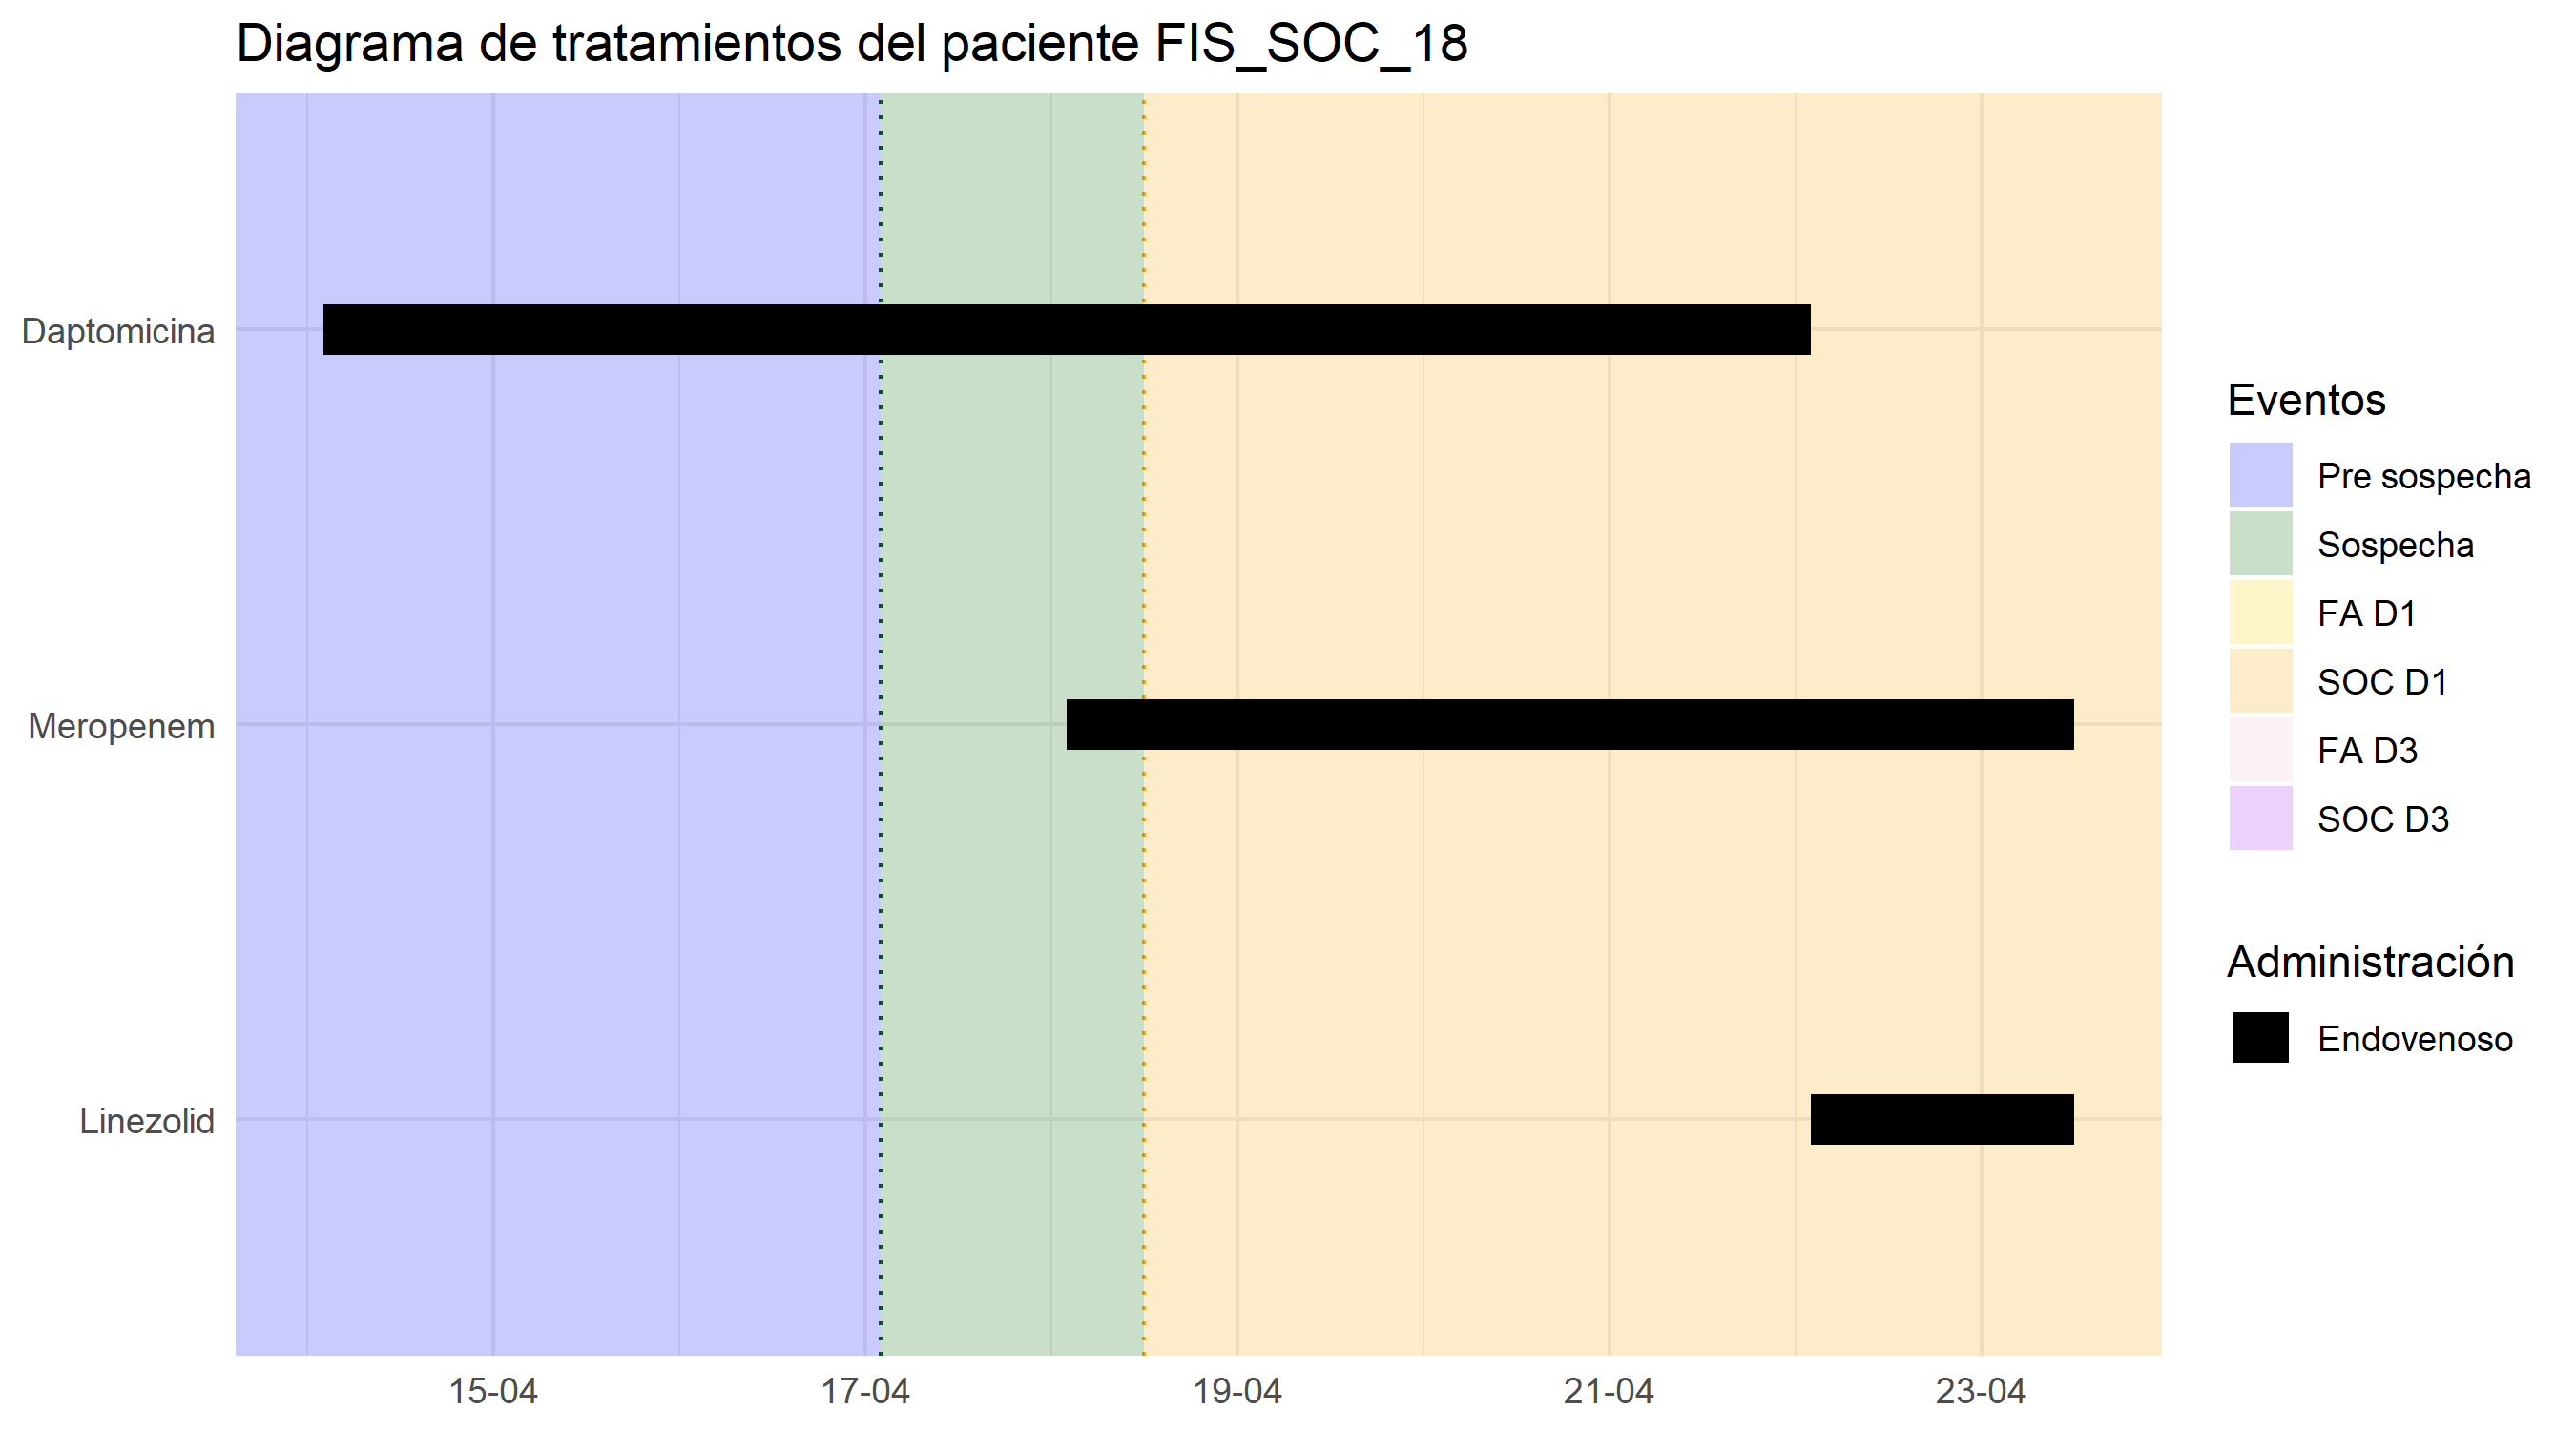 Diagrama de tratamientos del paciente FIS_SOC_18
Daptomicina
Meropenem
Linezolid
15-04
17-04
19-04
21-04
23-04
Eventos
Pre sospecha
Sospecha
FA D1
SOC D1
FA D3
SOC D3
Administración
Endovenoso